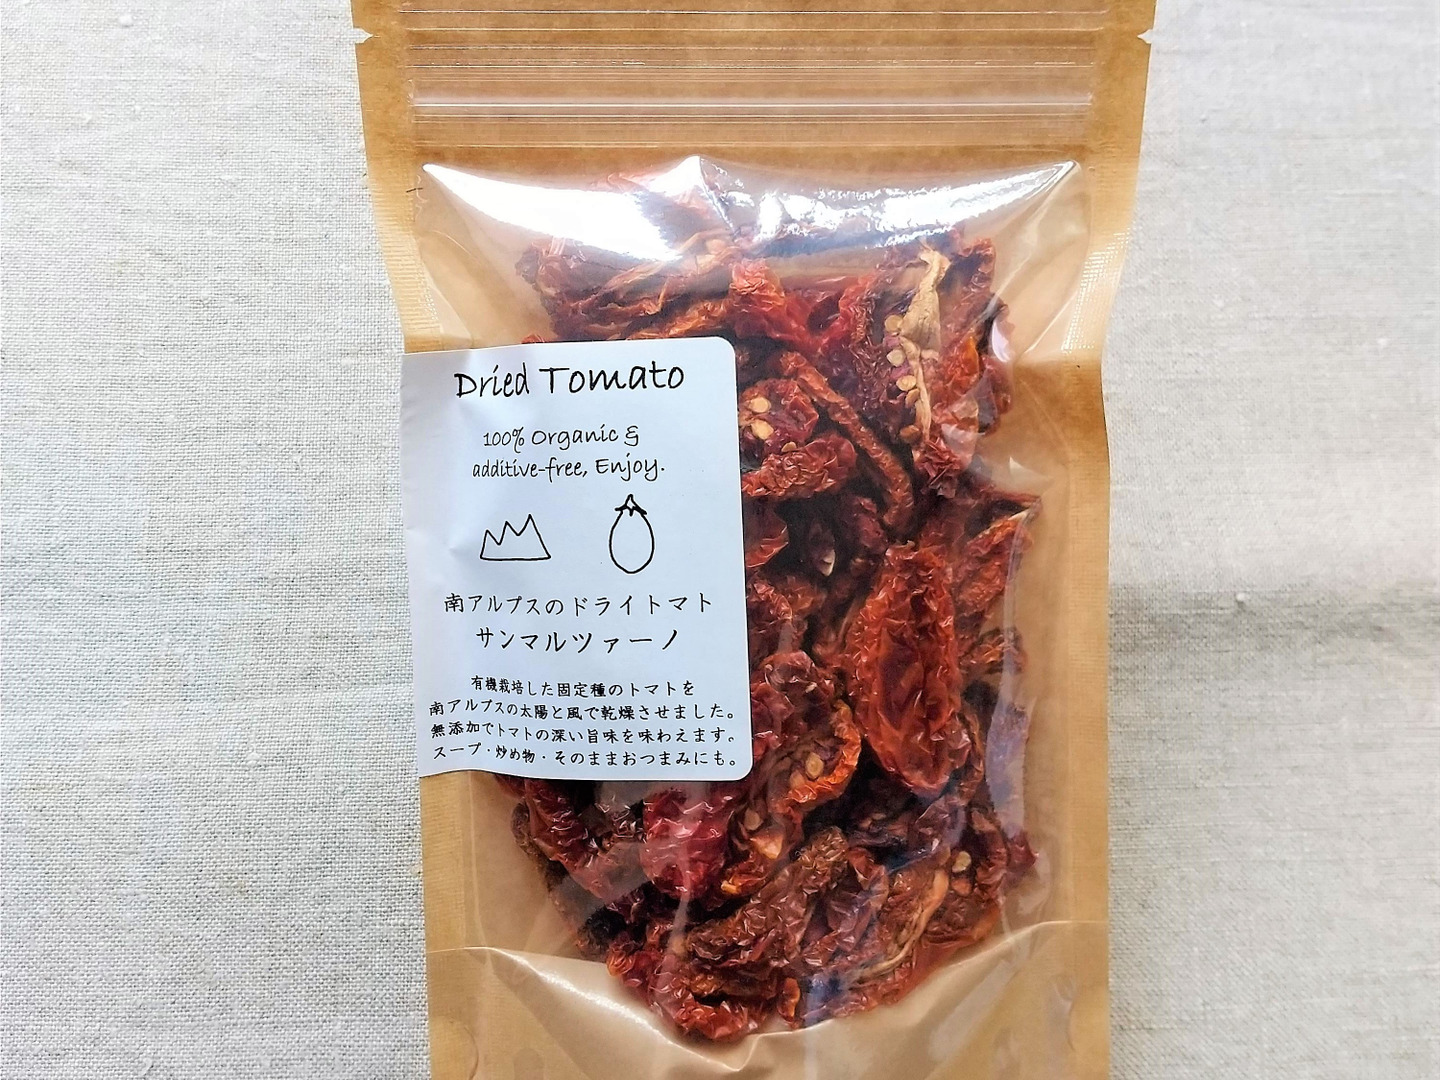 Dried Tomato
100% Organic &
additive-free, Enjoy.
南アルプスのドライトマト
サンマルツァーノ
有機栽培した固定種のトマトを
南アルプスの太陽と風で乾燥させました。
無添加でトマトの深い旨味を味わえます。
スープ・炒め物・そのままおつまみにも。